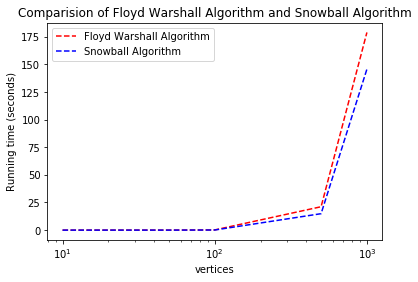 Comparision of Floyd Warshall Algorithm and Snowball Algorithm
Floyd Warshall Algorithm
Snowball Algorithm
Running time (seconds)
175
150
125
100
75
50
25
0
10¹
10²
10³
vertices